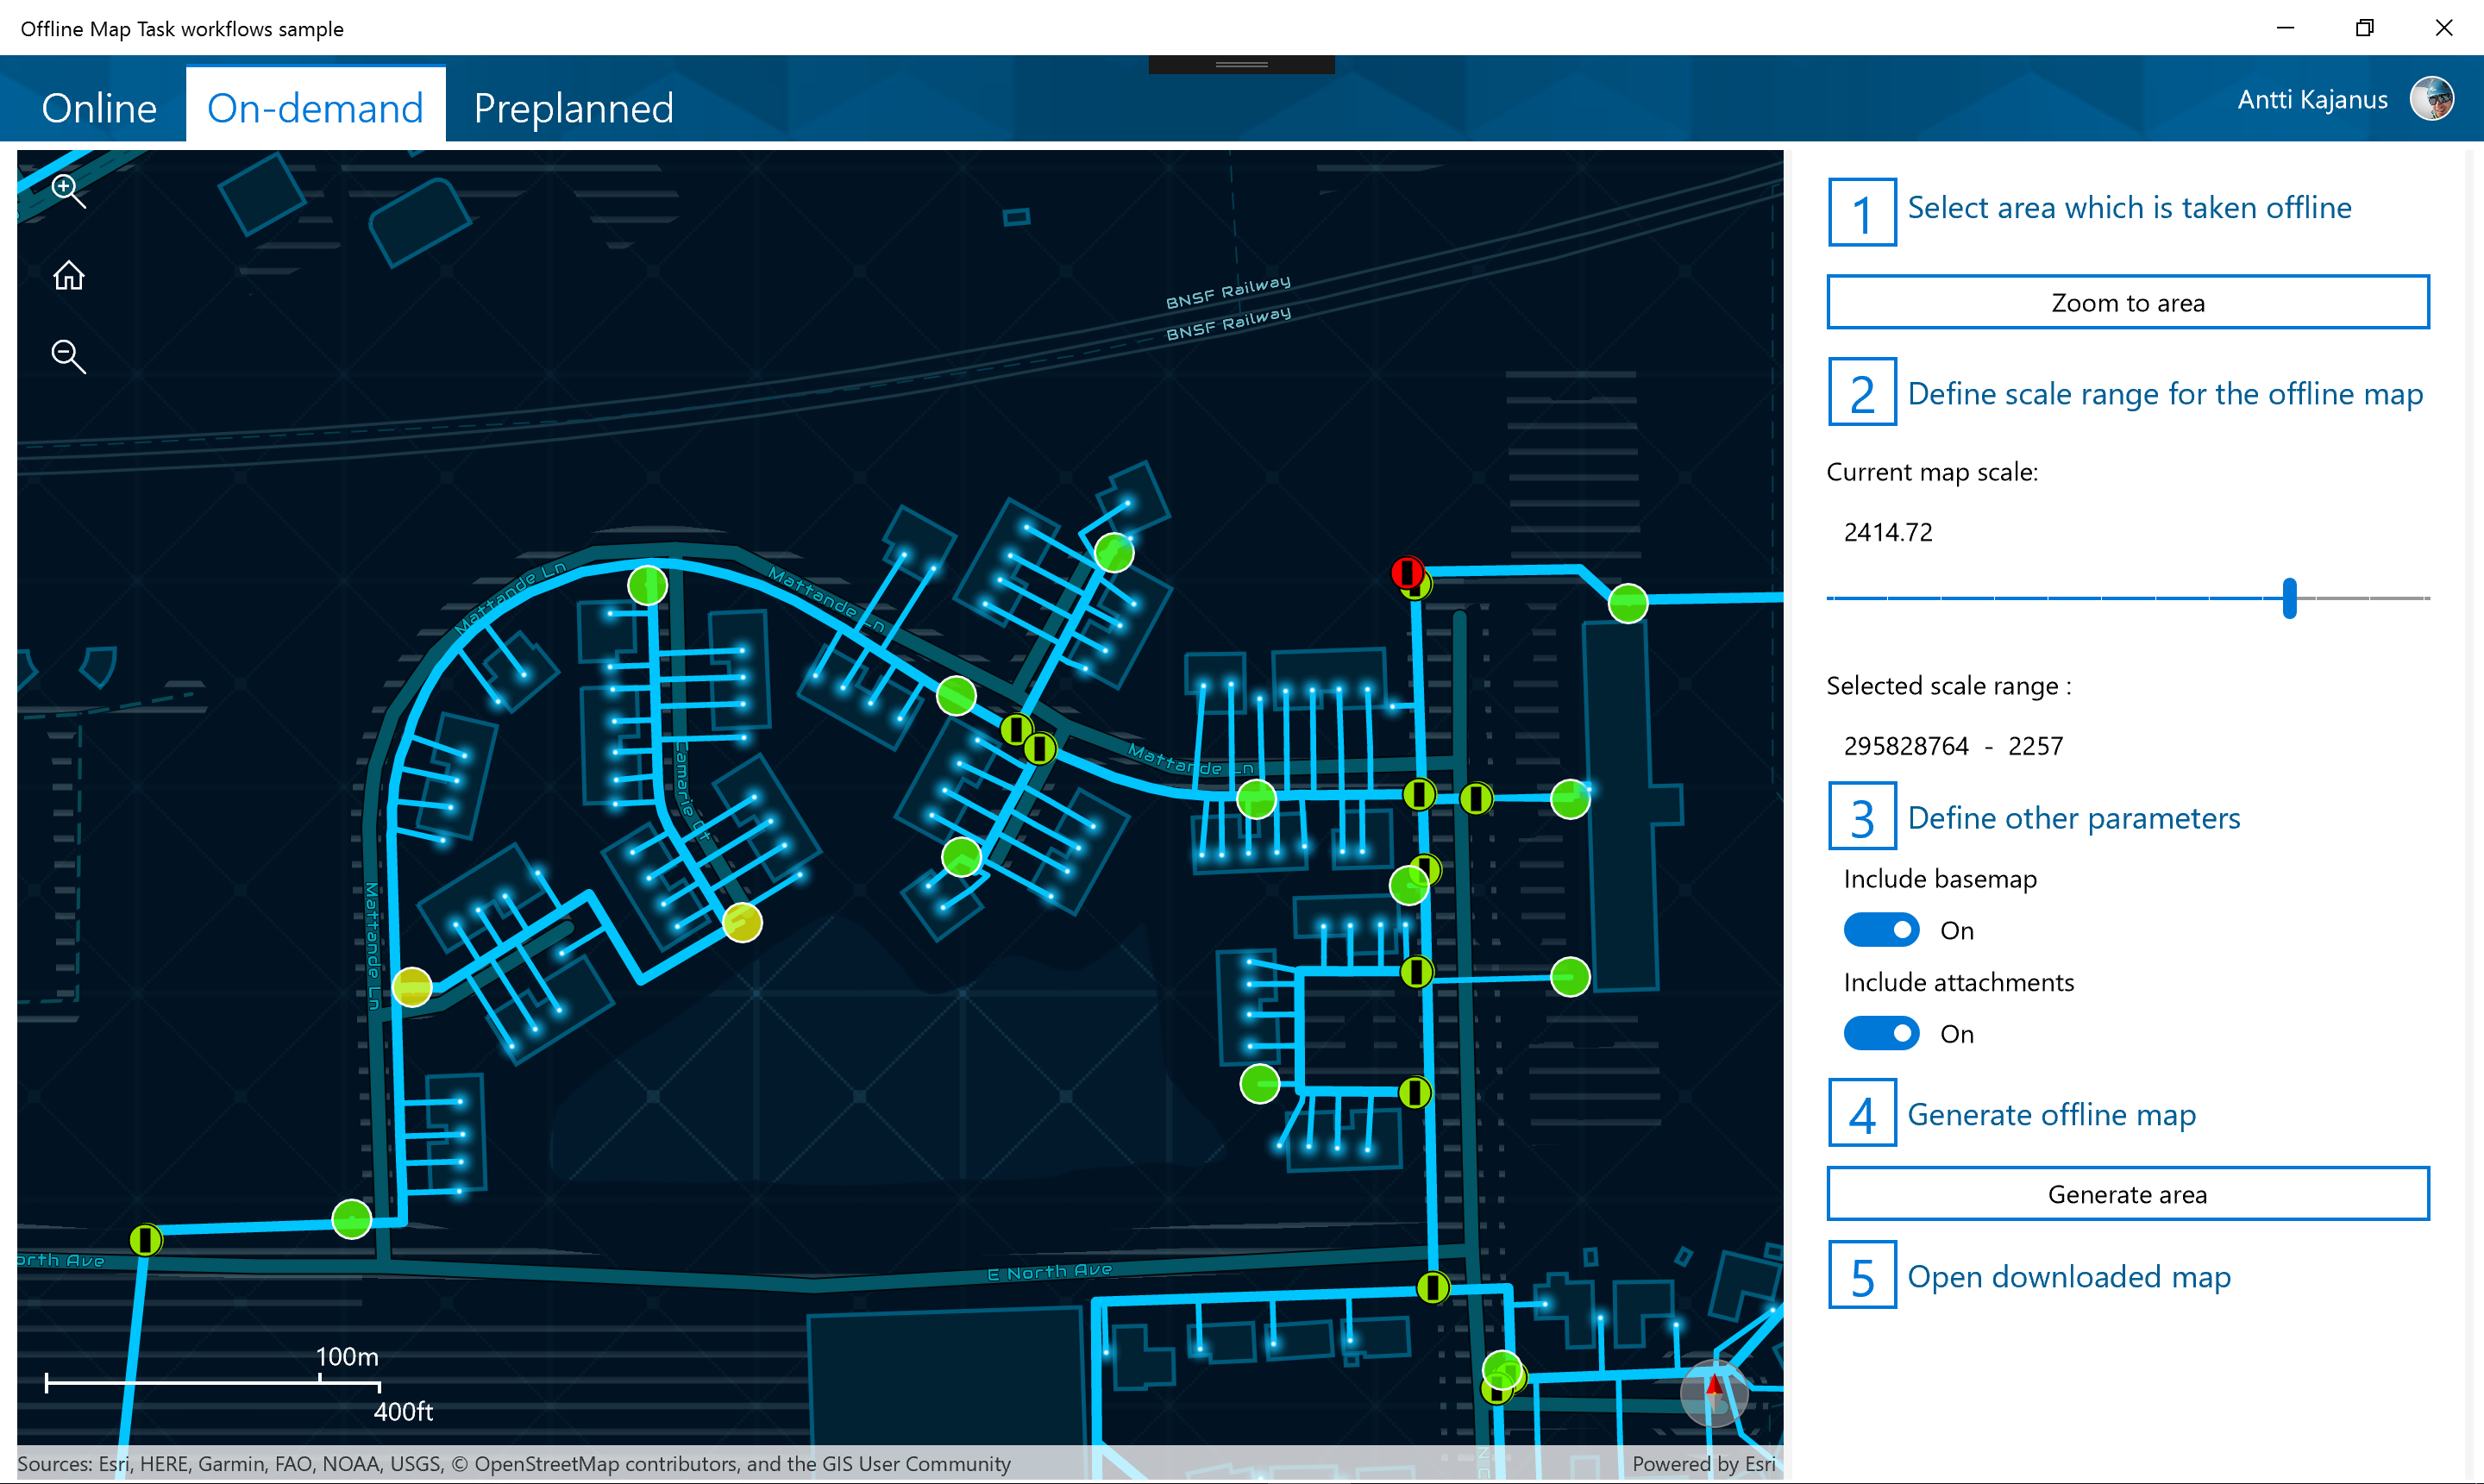 Offline Map Task workflows sample
Online
On-demand
Preplanned
Antti Kajanus
BNSF Railway
BNSF Railway
Mattande Ln
Mattande Ln
Mattande Ln
Camarie Ct
Mattande Ln
orth Ave
E North Ave
100m
400ft
Sources: Esri, HERE, Garmin, FAO, NOAA, USGS, © OpenStreetMap contributors, and the GIS User Community
Powered by Esri
1 Select area which is taken offline
Zoom to area
2 Define scale range for the offline map
Current map scale:
2414.72
Selected scale range :
295828764 - 2257
3 Define other parameters
Include basemap
On
Include attachments
On
4 Generate offline map
Generate area
5 Open downloaded map